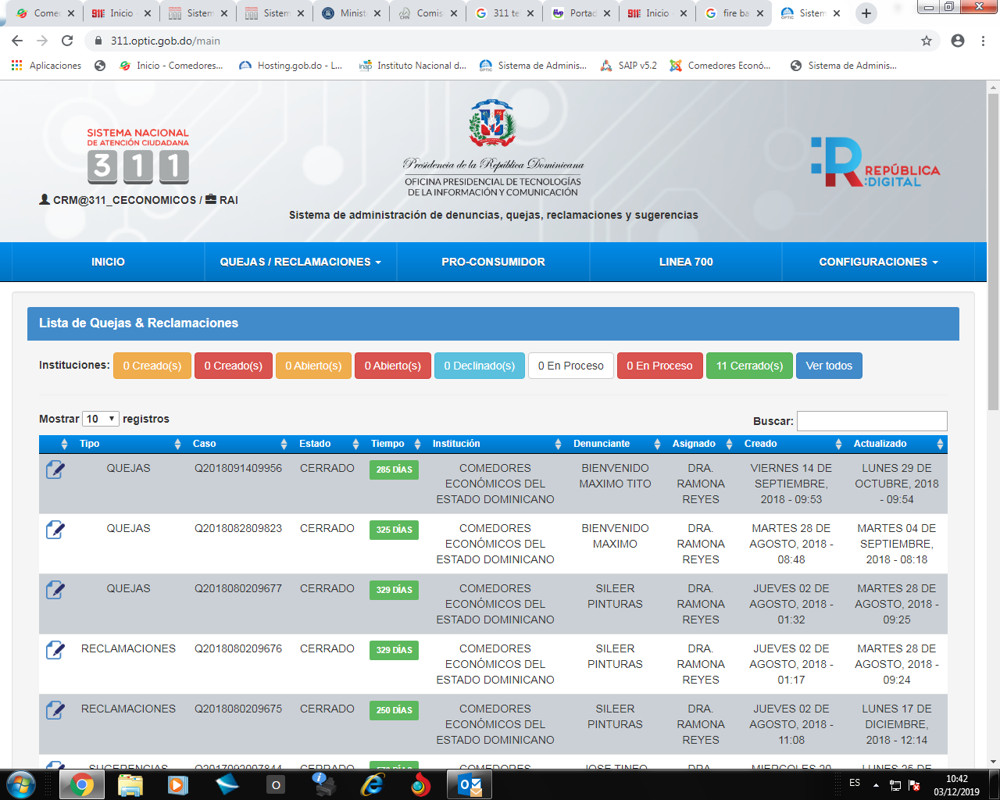 Come
Inicio
Sistem
Sistem
Minist
Comis
311 te
Portad
Inicio
fire ba
Sistem
311.optic.gob.do/main
Aplicaciones
Inicio - Comedores...
Hosting.gob.do - L...
Instituto Nacional d...
Sistema de Adminis...
SAIP v5.2
Comedores Econó...
Sistema de Adminis...
SISTEMA NACIONAL
DE ATENCIÓN CIUDADANA
311
CRM@311_CECONOMICOS / RAI
Presidencia de la República Dominicana
OFICINA PRESIDENCIAL DE TECNOLOGÍAS
DE LA INFORMACIÓN Y COMUNICACIÓN
Sistema de administración de denuncias, quejas, reclamaciones y sugerencias
:R REPÚBLICA
:DIGITAL
INICIO
QUEJAS / RECLAMACIONES
PRO-CONSUMIDOR
LINEA 700
CONFIGURACIONES
Lista de Quejas & Reclamaciones
Instituciones: 0 Creado(s) 0 Creado(s) 0 Abierto(s) 0 Abierto(s) 0 Declinado(s) 0 En Proceso 0 En Proceso 11 Cerrado(s) Ver todos
Mostrar 10 registros
Buscar:
Tipo Caso Estado Tiempo Institución Denunciante Asignado Creado Actualizado
QUEJAS Q2018091409956 CERRADO 285 DÍAS COMEDORES BIENVENIDO DRA. VIERNES 14 DE LUNES 29 DE
ECONÓMICOS DEL MAXIMO TITO RAMONA SEPTIEMBRE, OCTUBRE, 2018
ESTADO DOMINICANO REYES 2018 - 09:53 - 09:54
QUEJAS Q2018082809823 CERRADO 325 DÍAS COMEDORES BIENVENIDO DRA. MARTES 28 DE MARTES 04 DE
ECONÓMICOS DEL MAXIMO RAMONA AGOSTO, 2018 - SEPTIEMBRE,
ESTADO DOMINICANO REYES 08:48 2018 - 08:18
QUEJAS Q2018080209677 CERRADO 329 DÍAS COMEDORES SILEER DRA. JUEVES 02 DE MARTES 28 DE
ECONÓMICOS DEL PINTURAS RAMONA AGOSTO, 2018 - AGOSTO, 2018 -
ESTADO DOMINICANO REYES 01:32 09:25
RECLAMACIONES Q2018080209676 CERRADO 329 DÍAS COMEDORES SILEER DRA. JUEVES 02 DE MARTES 28 DE
ECONÓMICOS DEL PINTURAS RAMONA AGOSTO, 2018 - AGOSTO, 2018 -
ESTADO DOMINICANO REYES 01:17 09:24
RECLAMACIONES Q2018080209675 CERRADO 250 DÍAS COMEDORES SILEER DRA. JUEVES 02 DE LUNES 17 DE
ECONÓMICOS DEL PINTURAS RAMONA AGOSTO, 2018 - DICIEMBRE,
ESTADO DOMINICANO REYES 11:08 2018 - 12:14
SUGERENCIAS Q2017092007844 CERRADO COMEDORES JOSE TINEO DRA. MIERCOLES 20 LUNES 25 DE
ES
10:42
03/12/2019